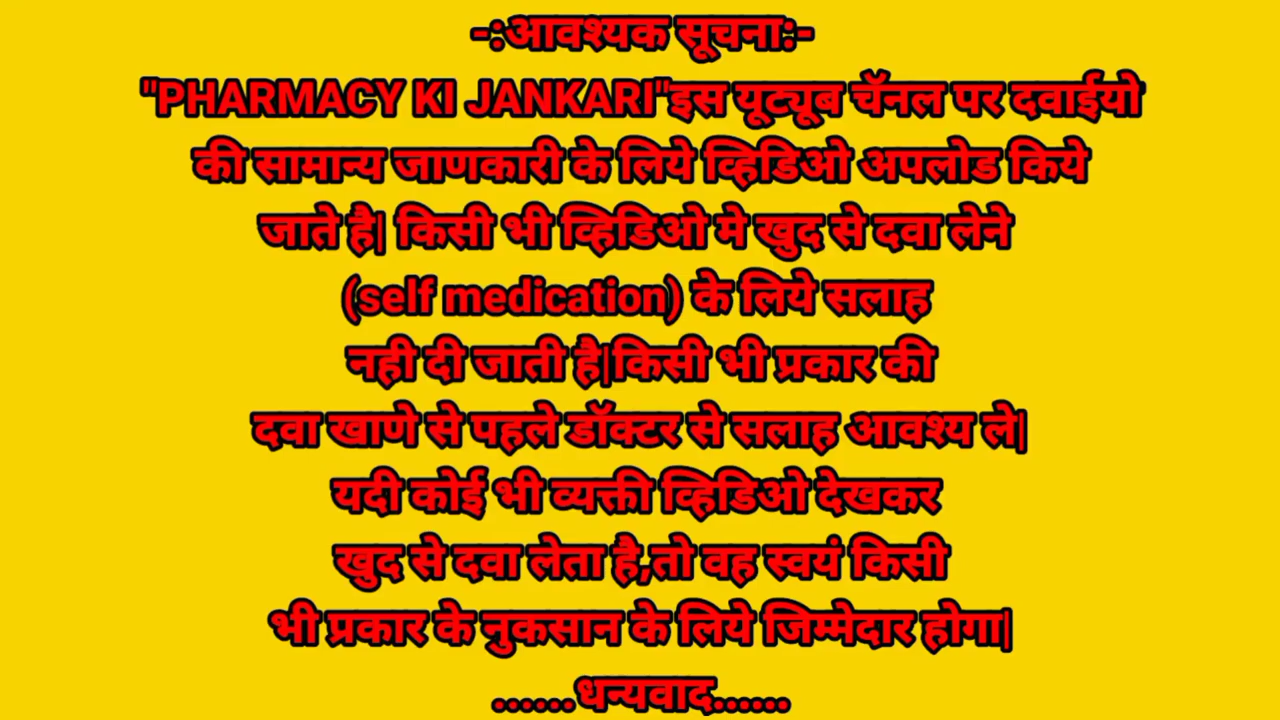 -:आवश्यक सूचना:-
"PHARMACY KI JANKARI"इस यूट्यूब चॅनल पर दवाईयो
की सामान्य जाणकारी के लिये व्हिडिओ अपलोड किये
जाते है| किसी भी व्हिडिओ मे खुद से दवा लेने
(self medication) के लिये सलाह
नही दी जाती है|किसी भी प्रकार की
दवा खाणे से पहले डॉक्टर से सलाह आवश्य ले|
यदी कोई भी व्यक्ती व्हिडिओ देखकर
खुद से दवा लेता है,तो वह स्वयं किसी
भी प्रकार के नुकसान के लिये जिम्मेदार होगा|
......धन्यवाद......